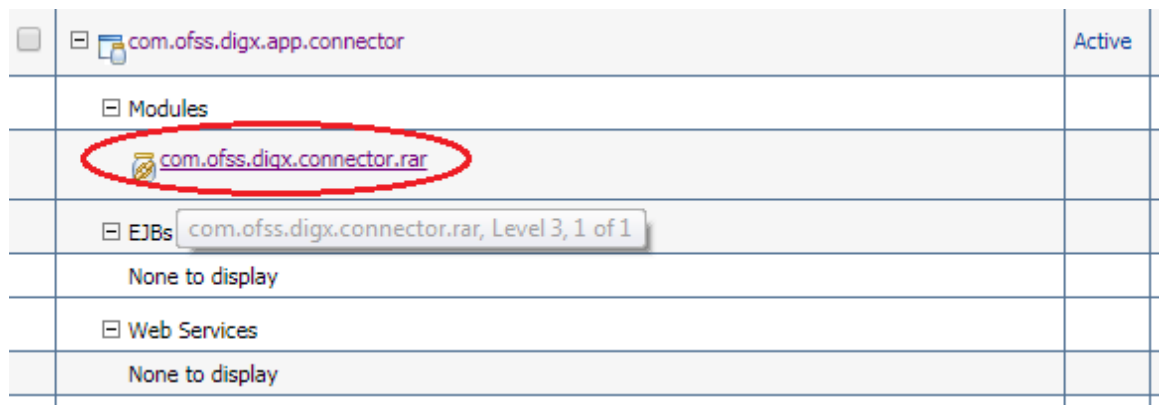 com.ofss.digx.app.connector Active
Modules
com.ofss.digx.connector.rar
EJBs com.ofss.digx.connector.rar, Level 3, 1 of 1
None to display
Web Services
None to display